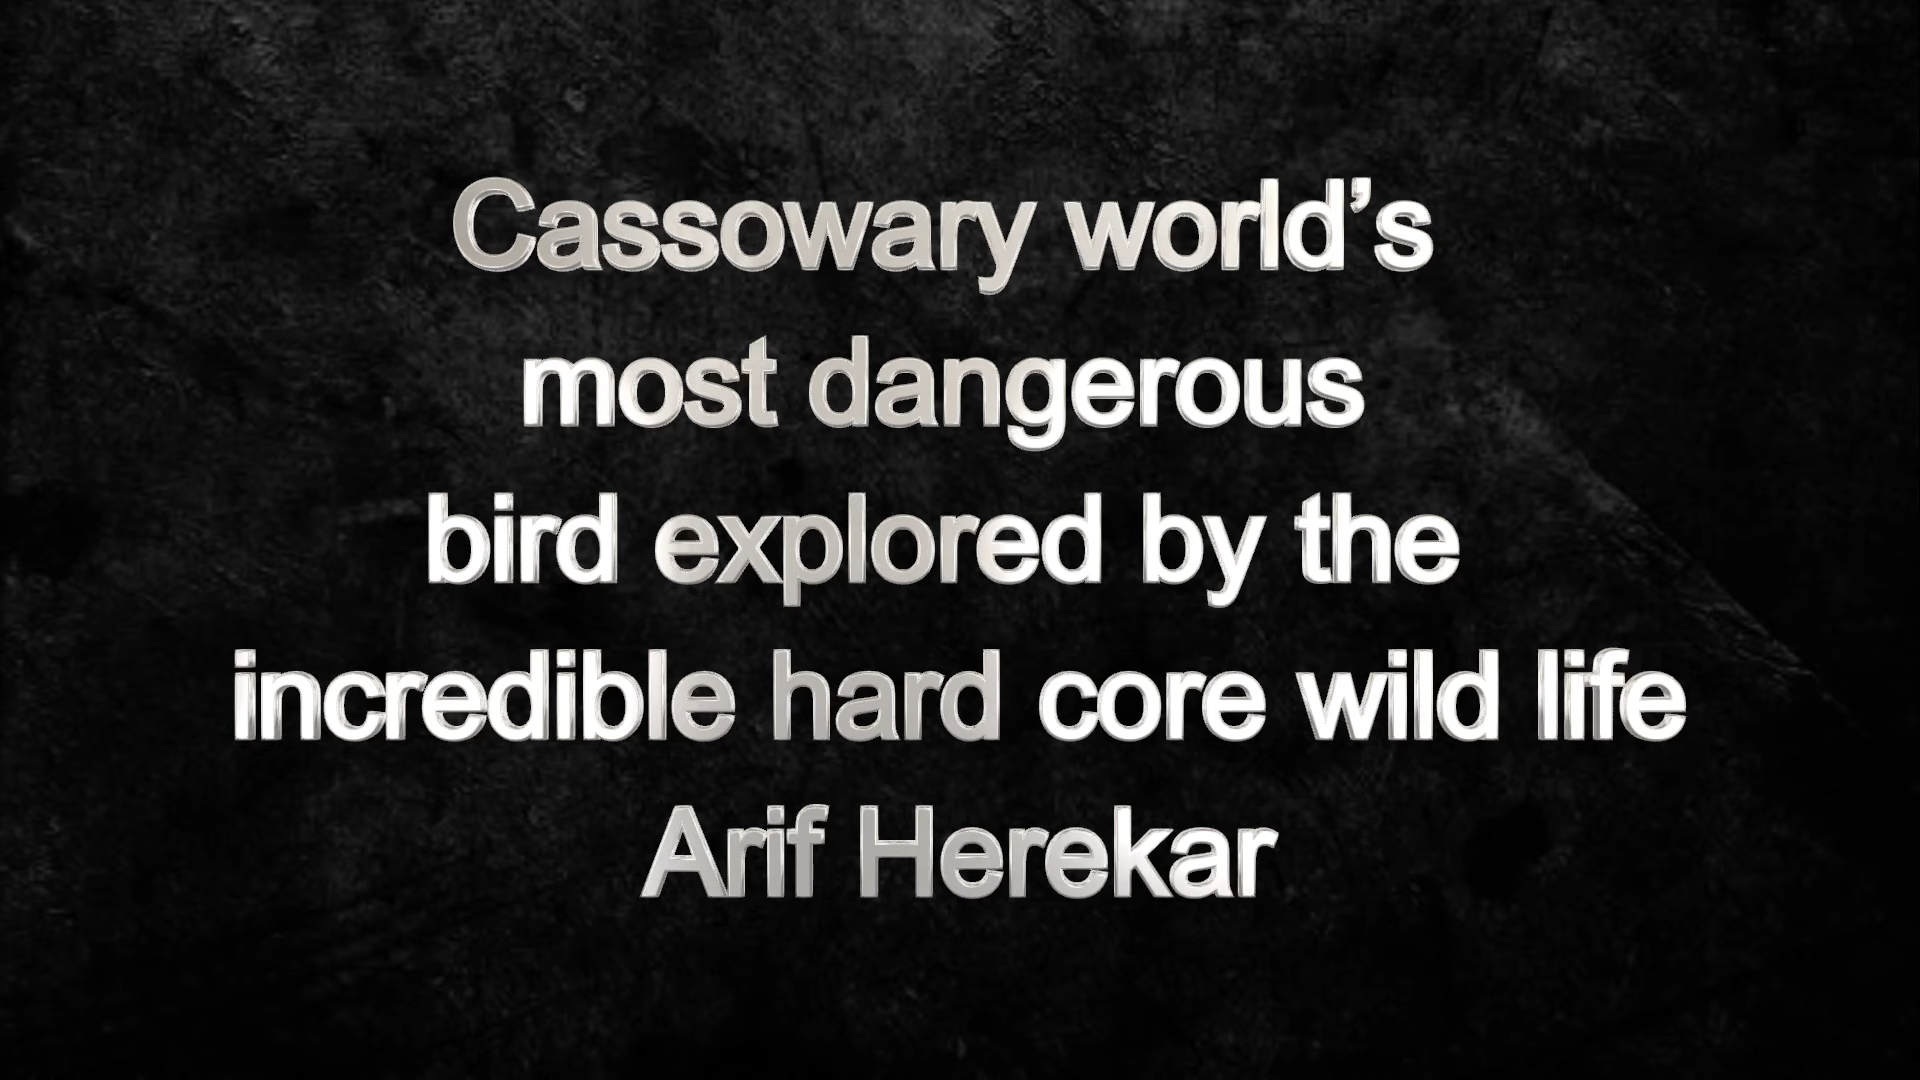 Cassowary world’s
most dangerous
bird explored by the
incredible hard core wild life
Arif Herekar